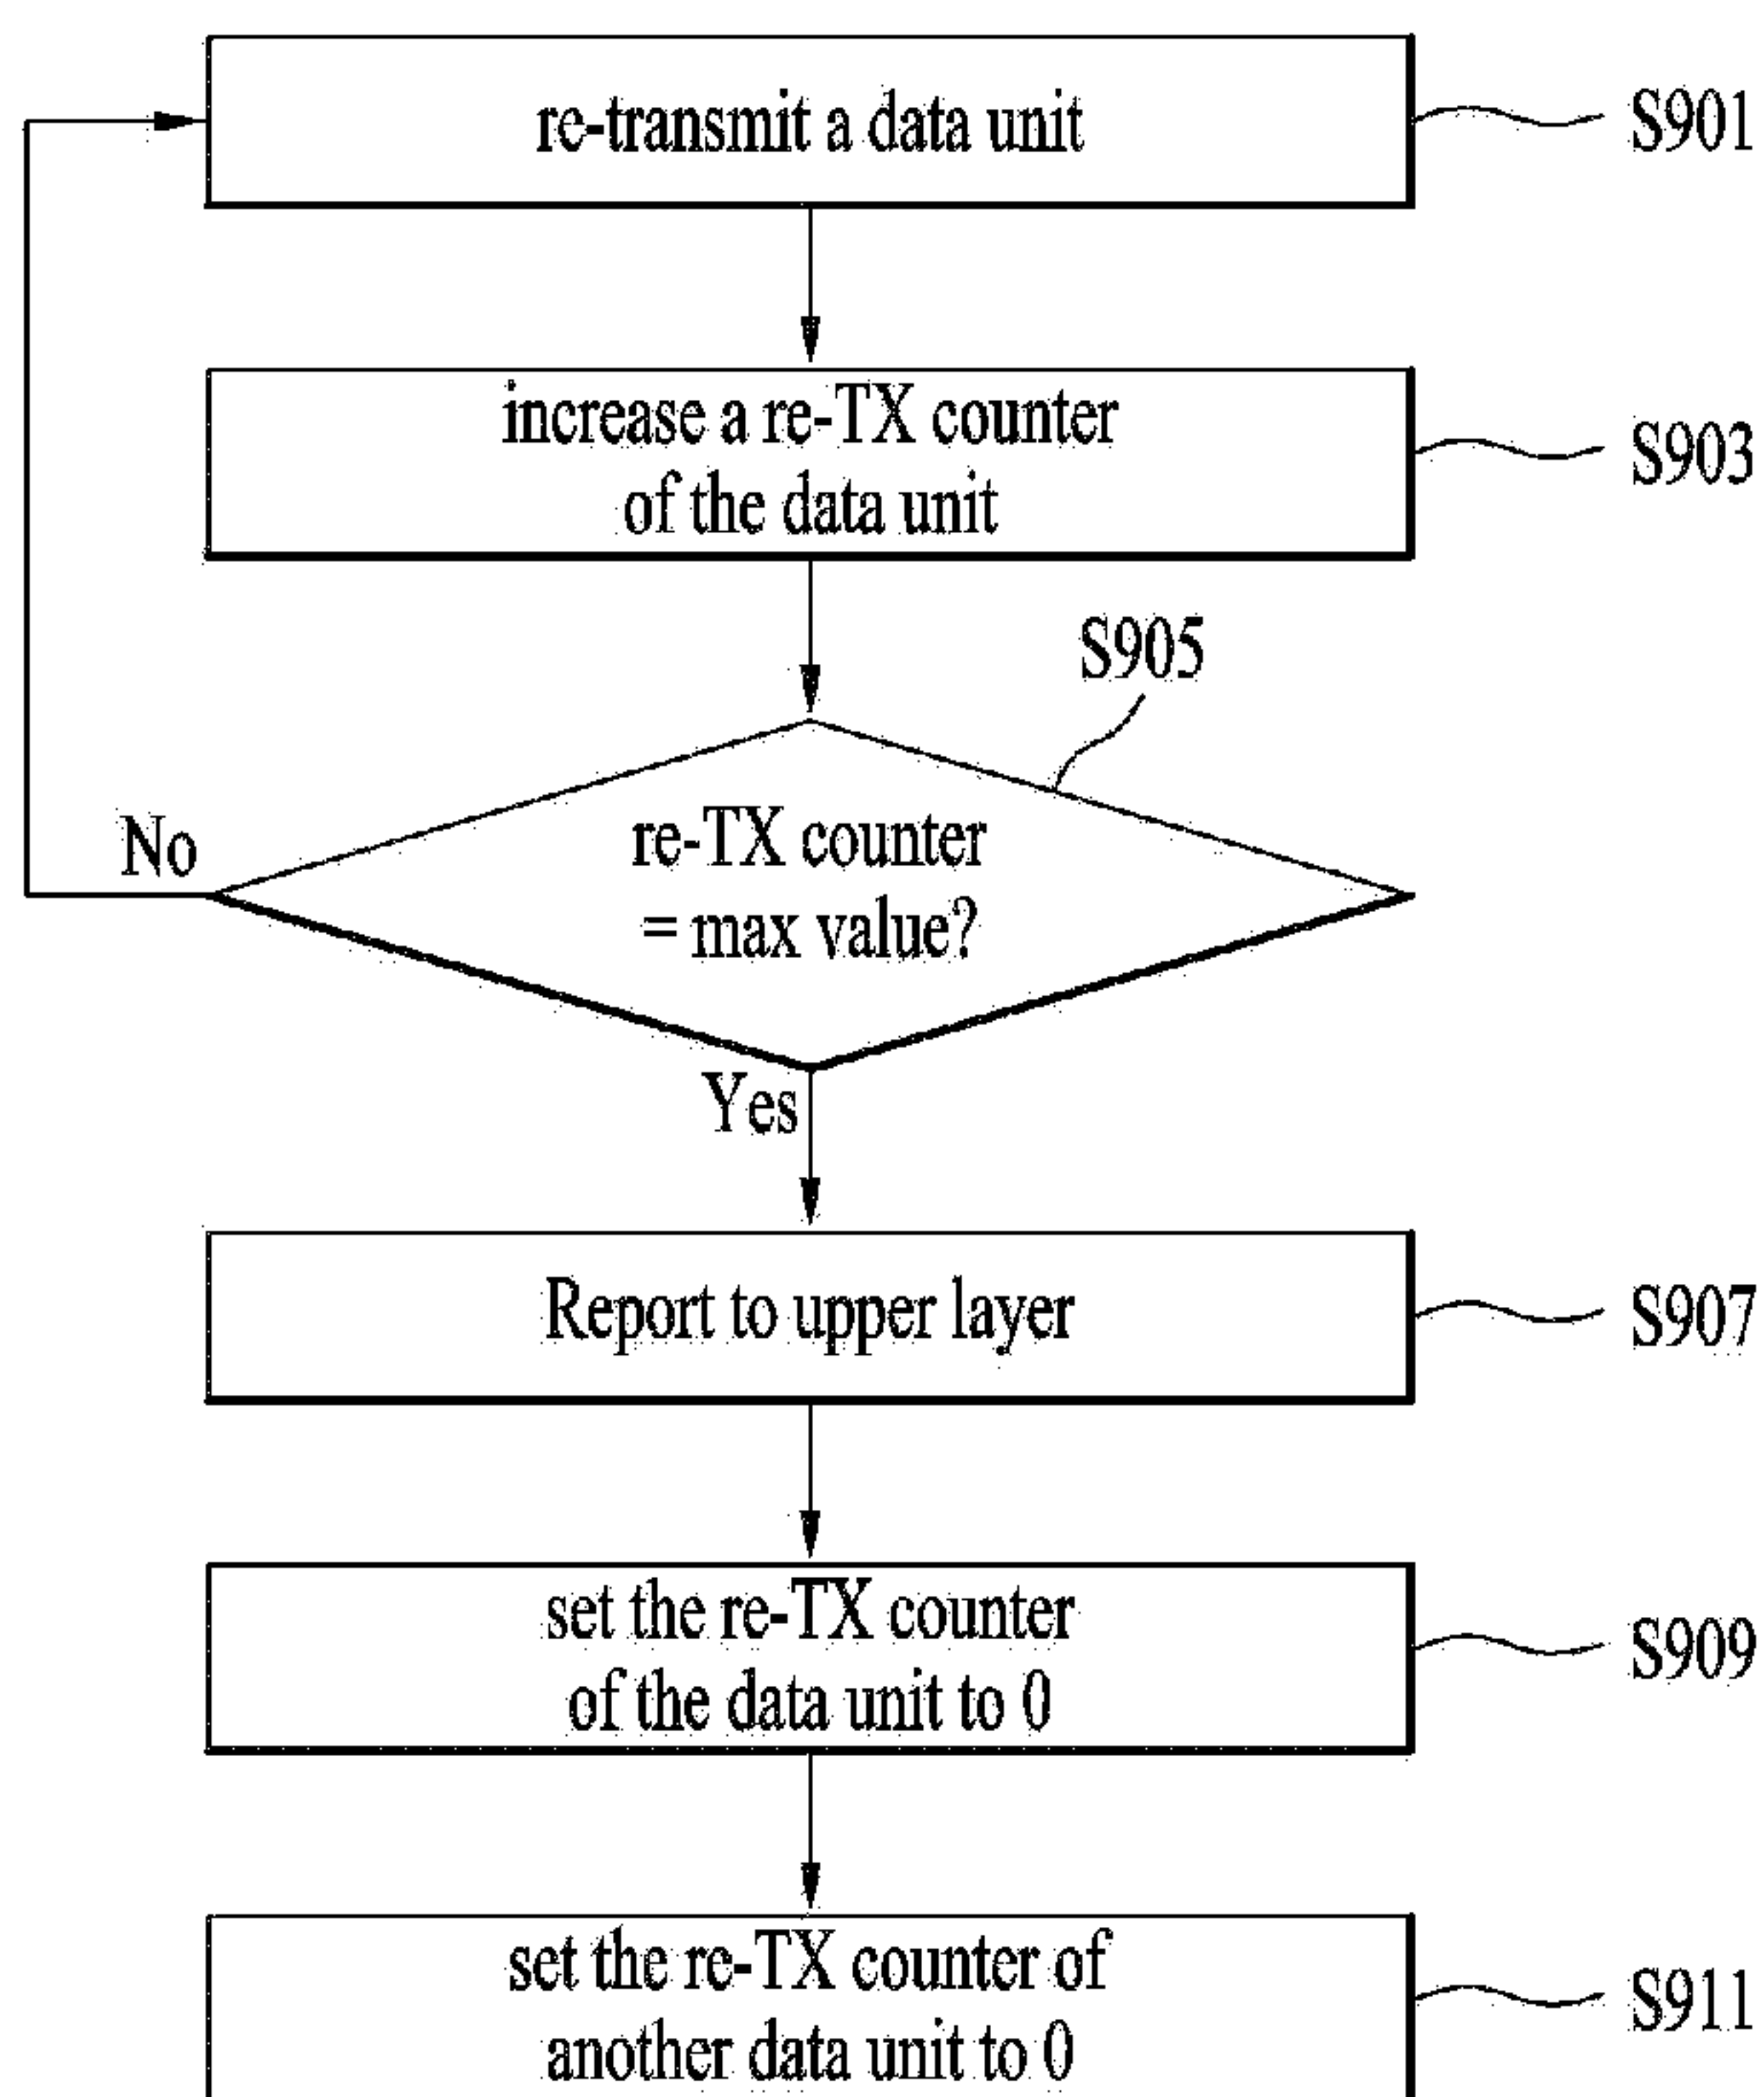 re-transmit a data unit
S901
increase a re-TX counter
of the data unit
S903
S905
re-TX counter
= max value?
No
Yes
Report to upper layer
S907
set the re-TX counter
of the data unit to 0
S909
set the re-TX counter of
another data unit to 0
S911